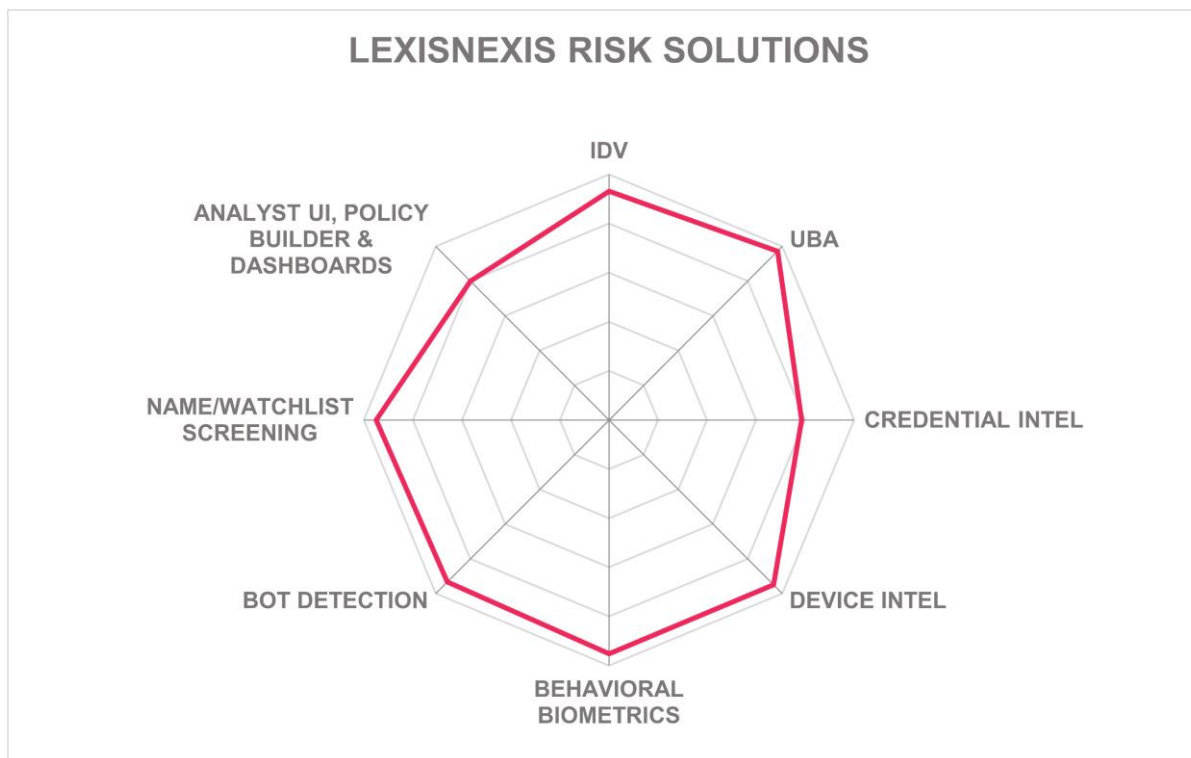 LEXISNEXIS RISK SOLUTIONS
IDV
ANALYST UI, POLICY
BUILDER &
DASHBOARDS
UBA
NAME/WATCHLIST
SCREENING
CREDENTIAL INTEL
BOT DETECTION
DEVICE INTEL
BEHAVIORAL
BIOMETRICS